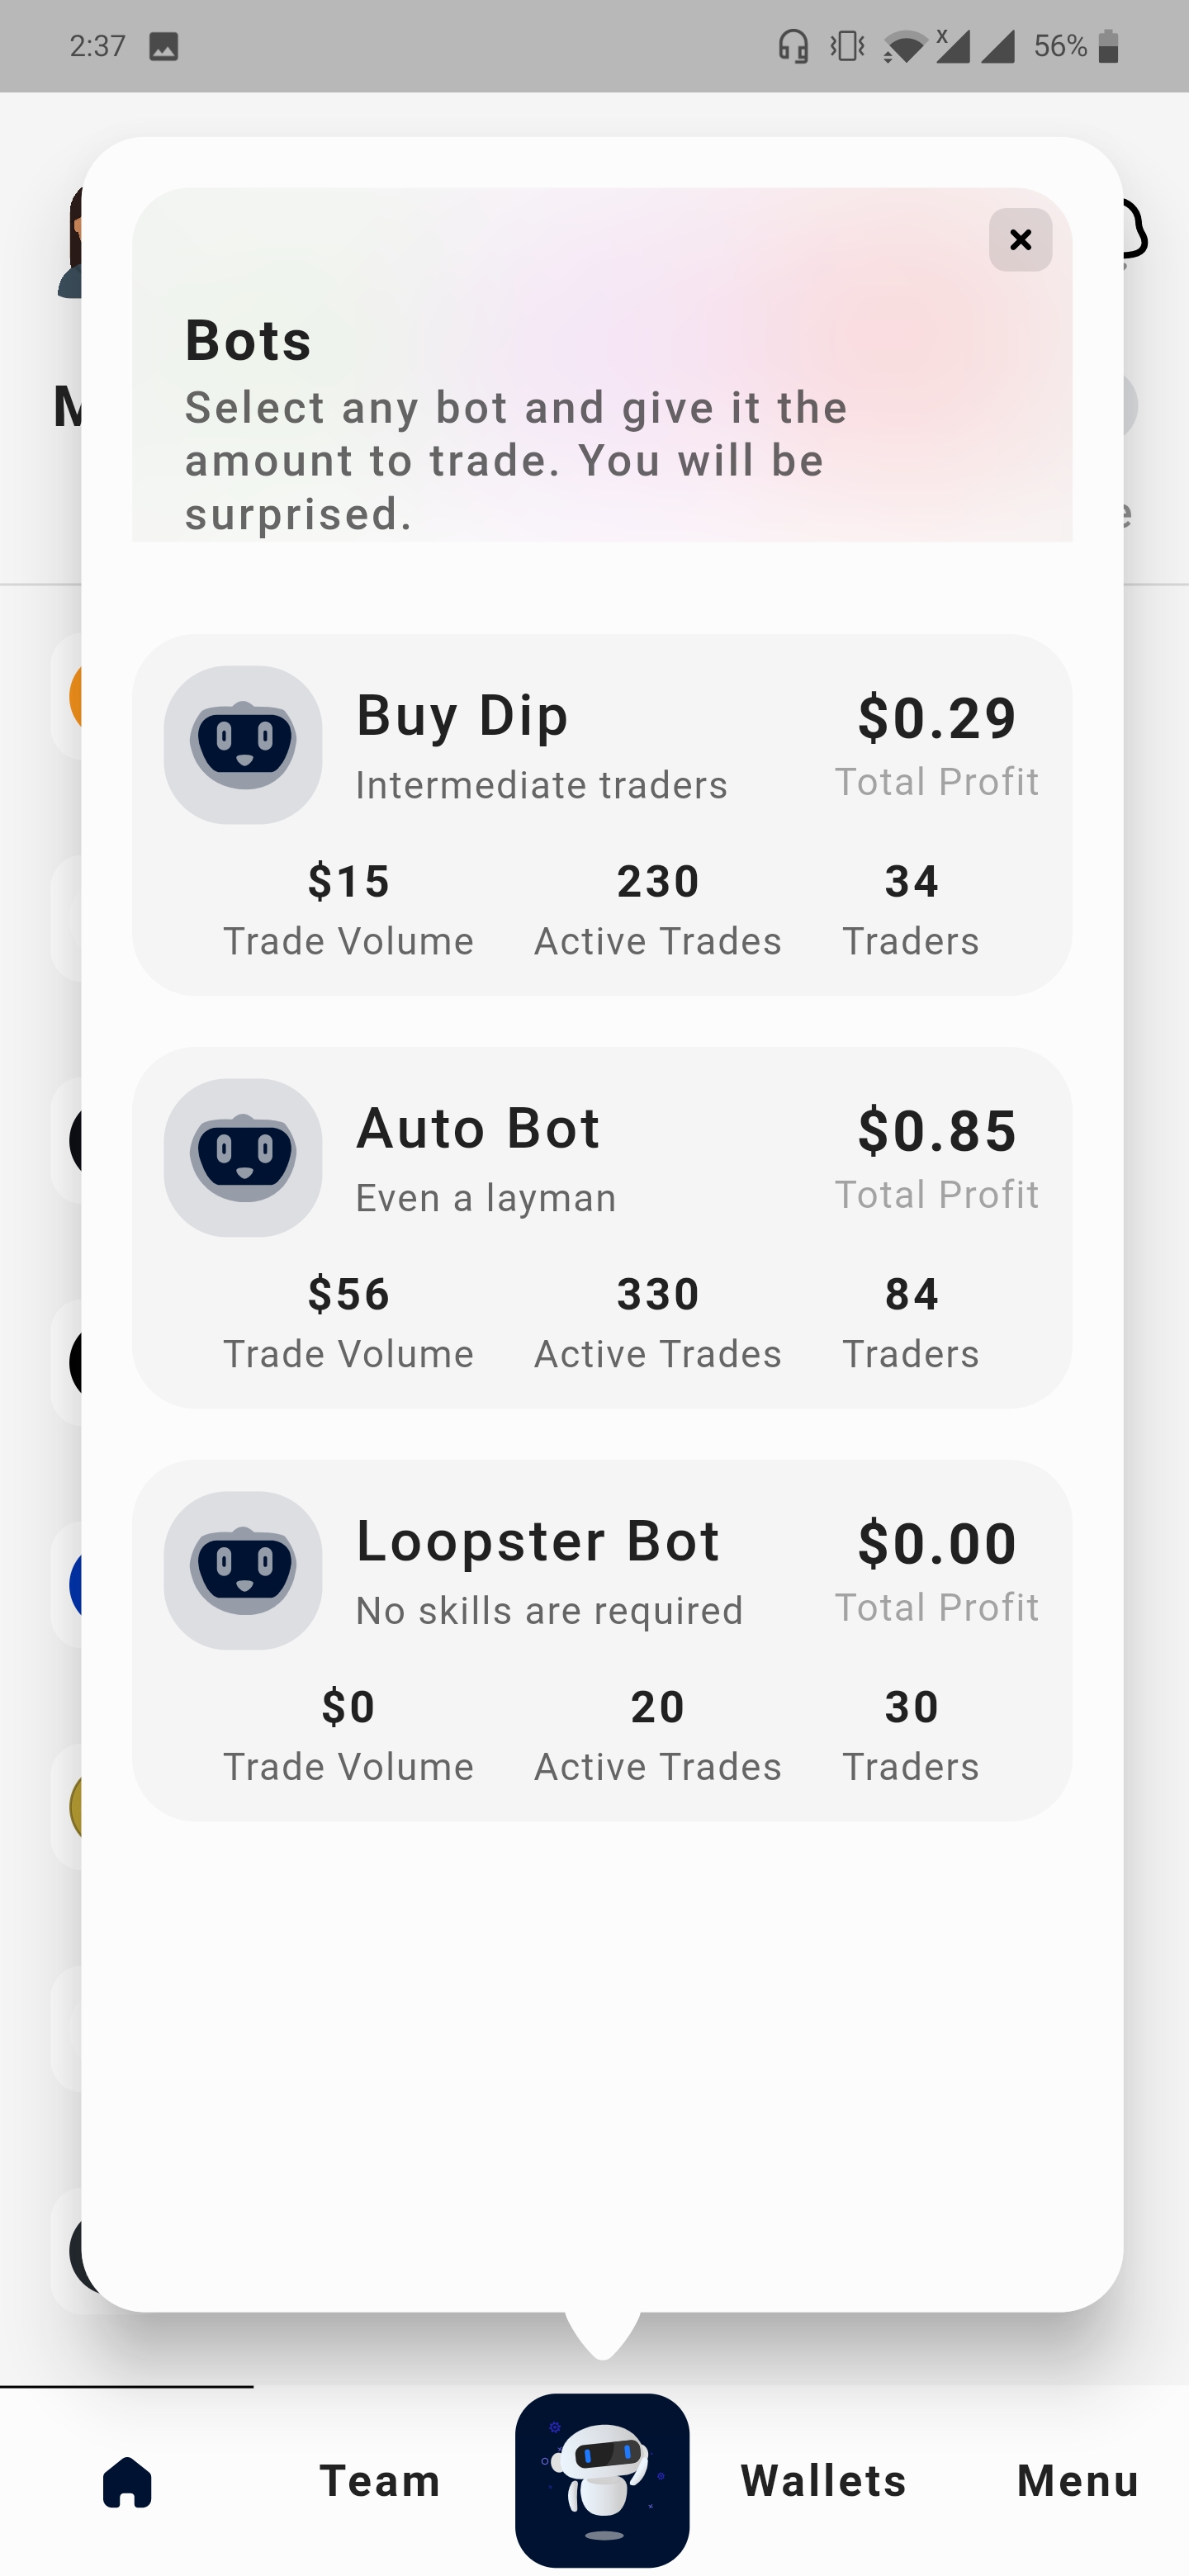 2:37
x
56%
Bots
Select any bot and give it the
amount to trade. You will be
surprised.
Buy Dip
$0.29
Intermediate traders
Total Profit
$15
230
34
Trade Volume
Active Trades
Traders
Auto Bot
$0.85
Even a layman
Total Profit
$56
330
84
Trade Volume
Active Trades
Traders
Loopster Bot
$0.00
No skills are required
Total Profit
$0
20
30
Trade Volume
Active Trades
Traders
Team
Wallets
Menu